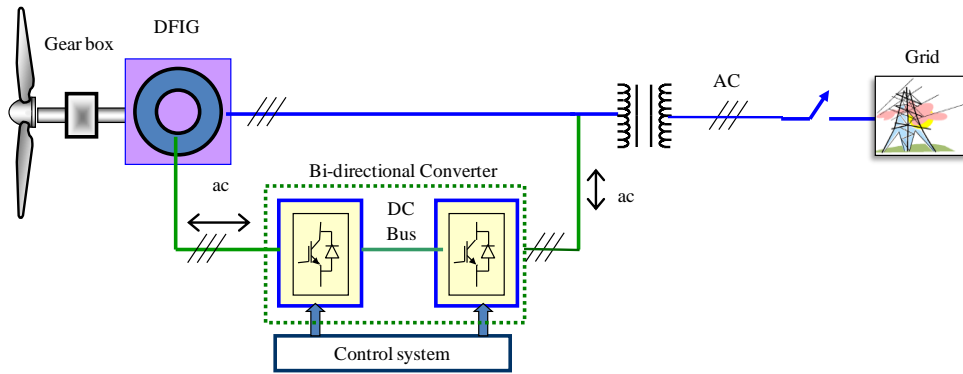 DFIG
Gear box
Grid
AC
Bi-directional Converter
ac
DC
Bus
ac
Control system